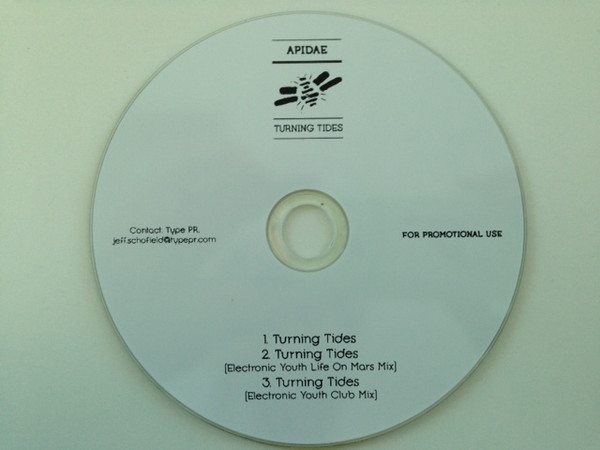 APIDAE
TURNING TIDES
Contact: Type PR,
jeff.schofield@typepr.com
FOR PROMOTIONAL USE
1. Turning Tides
2. Turning Tides
[Electronic Youth Life On Mars Mix]
3. Turning Tides
[Electronic Youth Club Mix]